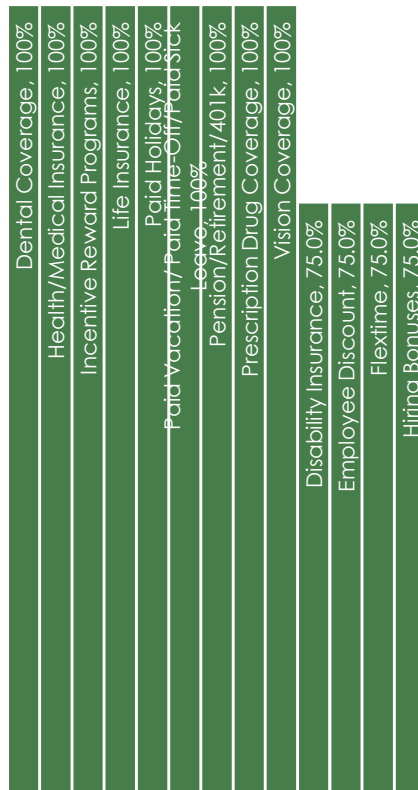 Dental Coverage, 100%
Health/Medical Insurance, 100%
Incentive Reward Programs, 100%
Life Insurance, 100%
Paid Holidays, 100%
Paid Vacation/Paid Time-Off/Paid Sick
Leave, 100%
Pension/Retirement/401k, 100%
Prescription Drug Coverage, 100%
Vision Coverage, 100%
Disability Insurance, 75.0%
Employee Discount, 75.0%
Flextime, 75.0%
Hiring Bonuses, 75.0%